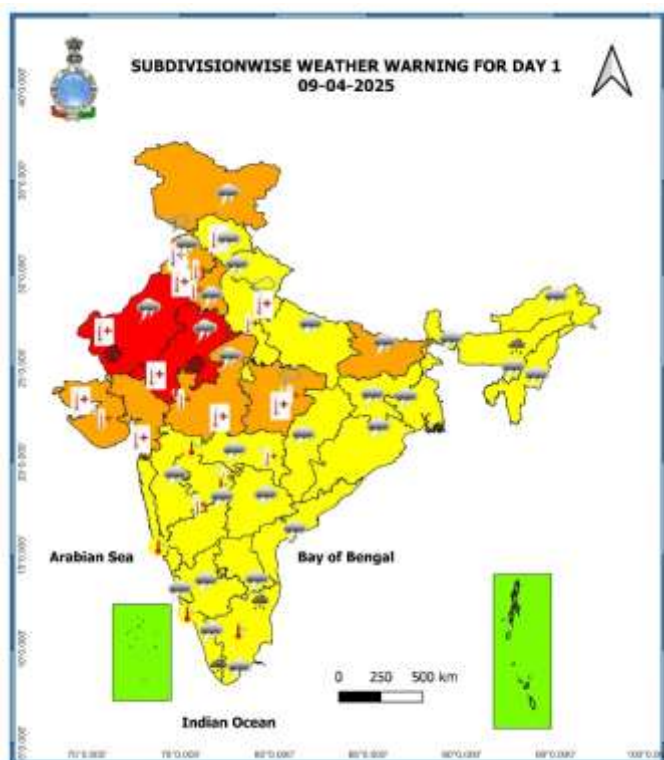 SUBDIVISIONWISE WEATHER WARNING FOR DAY 1
09-04-2025
Arabian Sea
Bay of Bengal
0 250 500 km
Indian Ocean